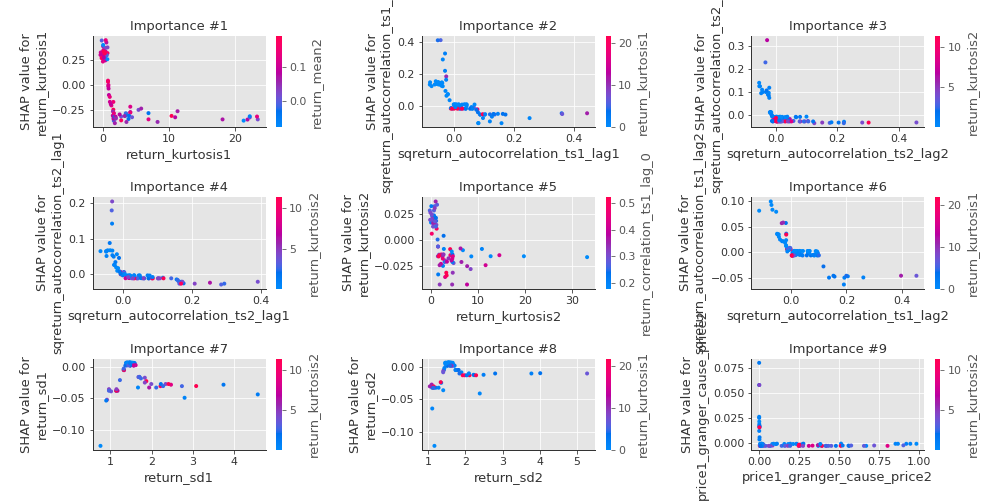 Importance #1
SHAP value for
return_kurtosis1
0.25
0.00
−0.25
0
10
20
return_kurtosis1
0.1
0.0
return_mean2
Importance #2
SHAP value for
sqreturn_autocorrelation_ts1_lag1
0.4
0.2
0.0
0.0
0.2
0.4
sqreturn_autocorrelation_ts1_lag1
20
10
0
return_kurtosis1
Importance #3
SHAP value for
sqreturn_autocorrelation_ts2_lag2
0.3
0.2
0.1
0.0
0.0
0.2
0.4
sqreturn_autocorrelation_ts2_lag2
10
5
return_kurtosis2
Importance #4
SHAP value for
sqreturn_autocorrelation_ts2_lag1
0.2
0.1
0.0
0.0
0.2
0.4
sqreturn_autocorrelation_ts2_lag1
10
5
return_kurtosis2
Importance #5
SHAP value for
return_kurtosis2
0.025
0.000
−0.025
0
10
20
30
return_kurtosis2
0.5
0.4
0.3
0.2
return_correlation_ts1_lag_0
Importance #6
SHAP value for
sqreturn_autocorrelation_ts1_lag2
0.10
0.05
0.00
−0.05
0.0
0.2
0.4
sqreturn_autocorrelation_ts1_lag2
20
10
0
return_kurtosis1
Importance #7
SHAP value for
return_sd1
0.00
−0.05
−0.10
1
2
3
4
return_sd1
10
5
return_kurtosis2
Importance #8
SHAP value for
return_sd2
0.00
−0.05
−0.10
1
2
3
4
5
return_sd2
20
10
0
return_kurtosis1
Importance #9
SHAP value for
price1_granger_cause_price2
0.075
0.050
0.025
0.000
0.00
0.25
0.50
0.75
1.00
price1_granger_cause_price2
10
5
return_kurtosis2